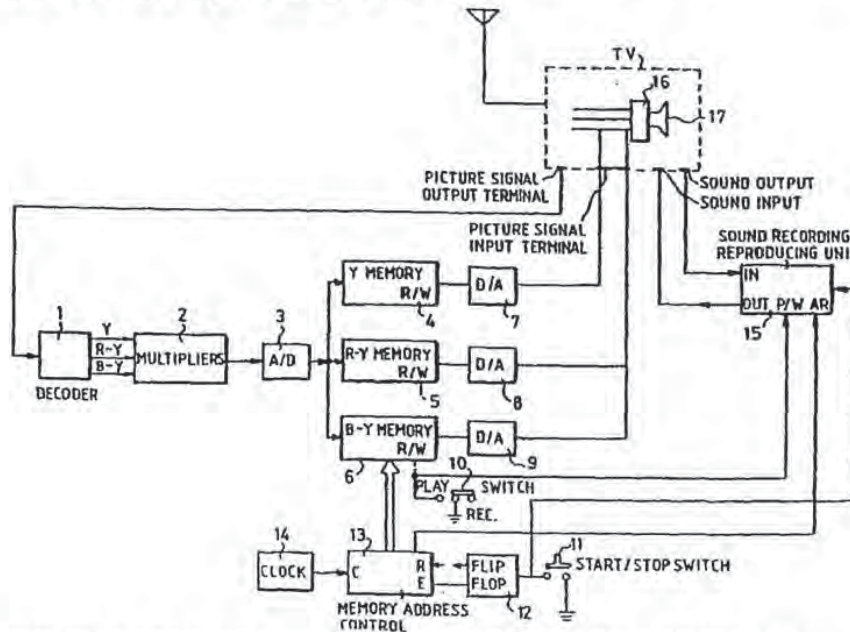 TV
16
17
PICTURE SIGNAL
OUTPUT TERMINAL
SOUND OUTPUT
SOUND INPUT
PICTURE SIGNAL
INPUT TERMINAL
SOUND RECORDING
REPRODUCING UNI
IN
OUT P/W AR
15
Y MEMORY
R/W
4
D/A
7
1
Y
R-Y
B-Y
DECODER
2
MULTIPLIERS
3
A/D
R-Y MEMORY
R/W
5
D/A
8
B-Y MEMORY
R/W
6
D/A
9
10
PLAY
SWITCH
REC.
14
CLOCK
13
C
R
E
MEMORY ADDRESS
CONTROL
FLIP
FLOP
12
11
START/STOP SWITCH